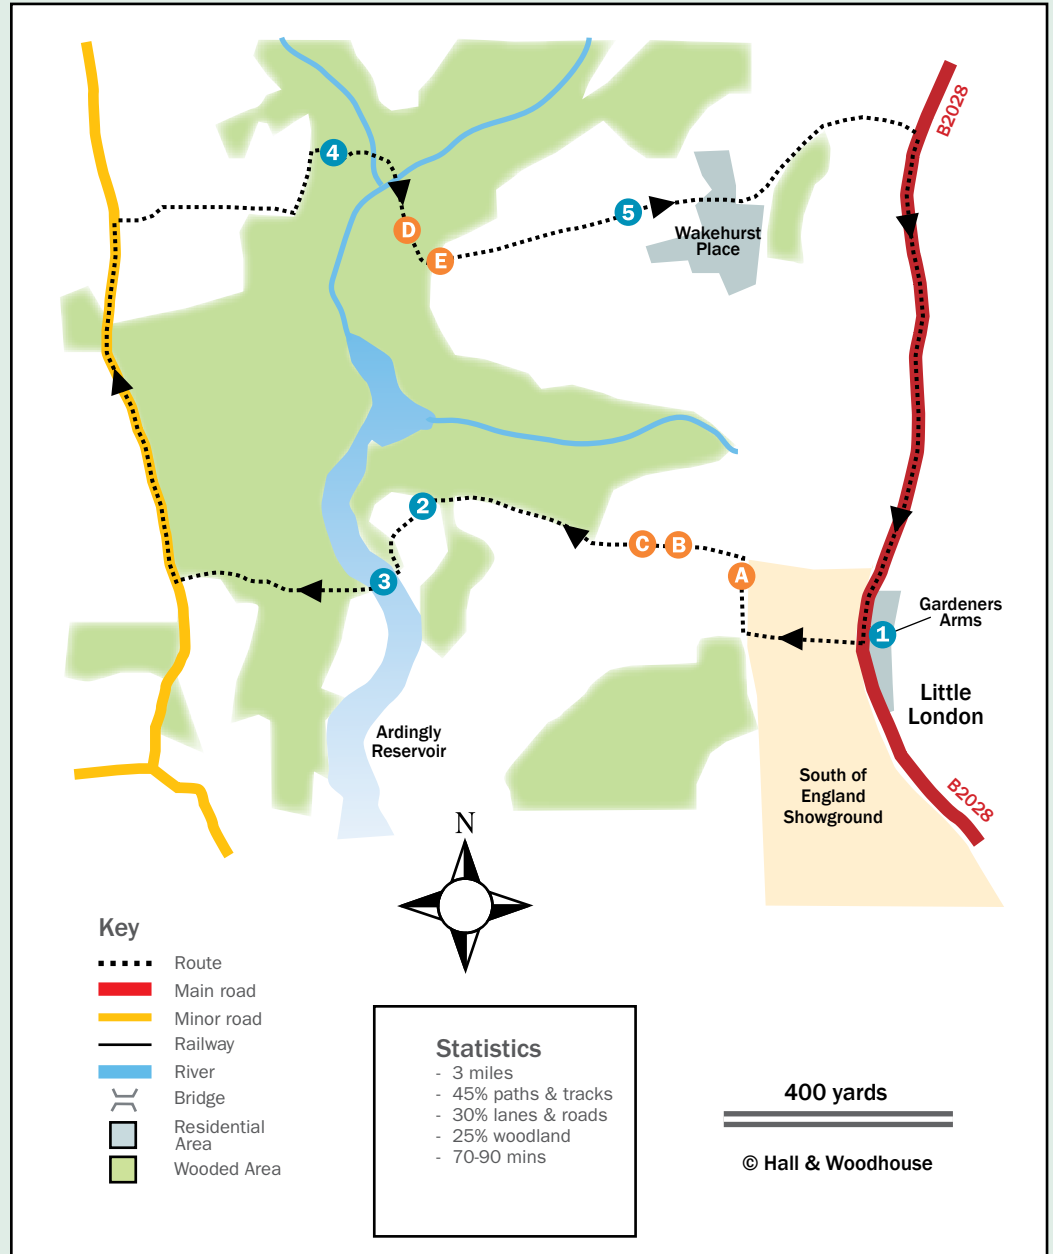 B2028
4
5
D
E
Wakehurst
Place
2
C
B
A
3
1
Gardeners
Arms
Little
London
Ardingly
Reservoir
South of
England
Showground
B2028
N
Key
Route
Main road
Minor road
Railway
River
Bridge
Residential
Area
Wooded Area
Statistics
- 3 miles
- 45% paths & tracks
- 30% lanes & roads
- 25% woodland
- 70-90 mins
400 yards
© Hall & Woodhouse